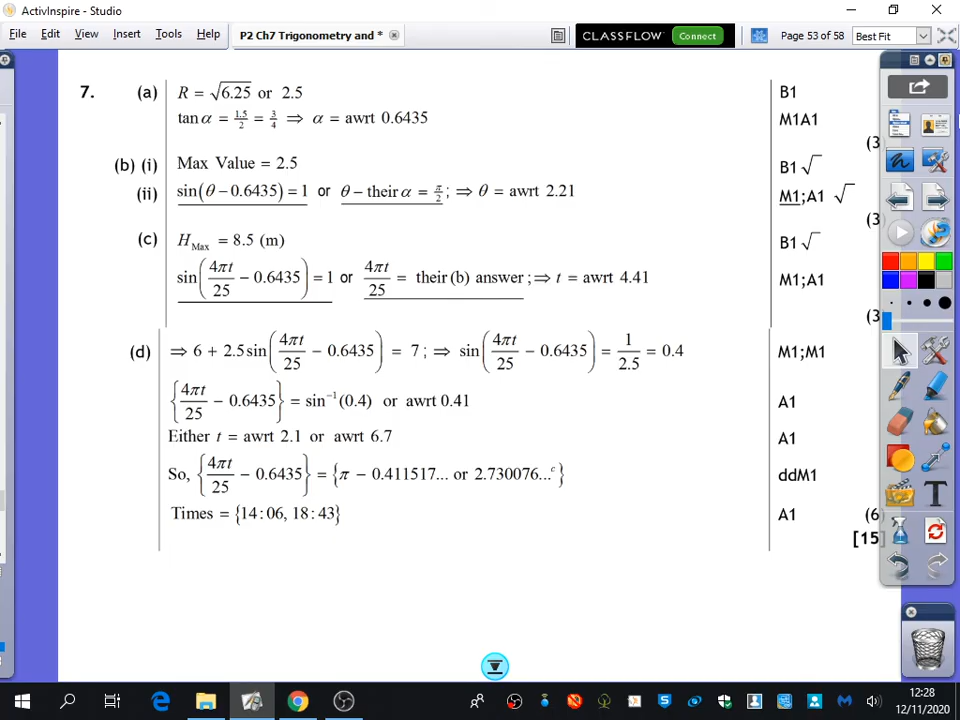 ActivInspire - Studio
File Edit View Insert Tools Help P2 Ch7 Trigonometry and * CLASSFLOW Connect Page 53 of 58 Best Fit
7. (a) R = √6.25 or 2.5 B1
tan α = 1.5/2 = 3/4 ⇒ α = awrt 0.6435 M1A1
(3
(b) (i) Max Value = 2.5 B1 √
(ii) sin(θ − 0.6435) = 1 or θ − their α = π/2 ; ⇒ θ = awrt 2.21 M1;A1 √
(3
(c) H_Max = 8.5 (m) B1 √
sin(4πt/25 − 0.6435) = 1 or 4πt/25 = their (b) answer ; ⇒ t = awrt 4.41 M1;A1
(3
(d) ⇒ 6 + 2.5sin(4πt/25 − 0.6435) = 7 ; ⇒ sin(4πt/25 − 0.6435) = 1/2.5 = 0.4 M1;M1
{4πt/25 − 0.6435} = sin⁻¹(0.4) or awrt 0.41 A1
Either t = awrt 2.1 or awrt 6.7 A1
So, {4πt/25 − 0.6435} = {π − 0.411517... or 2.730076...ᶜ} ddM1
Times = {14:06, 18:43} A1 (6
[15]
12:28
12/11/2020